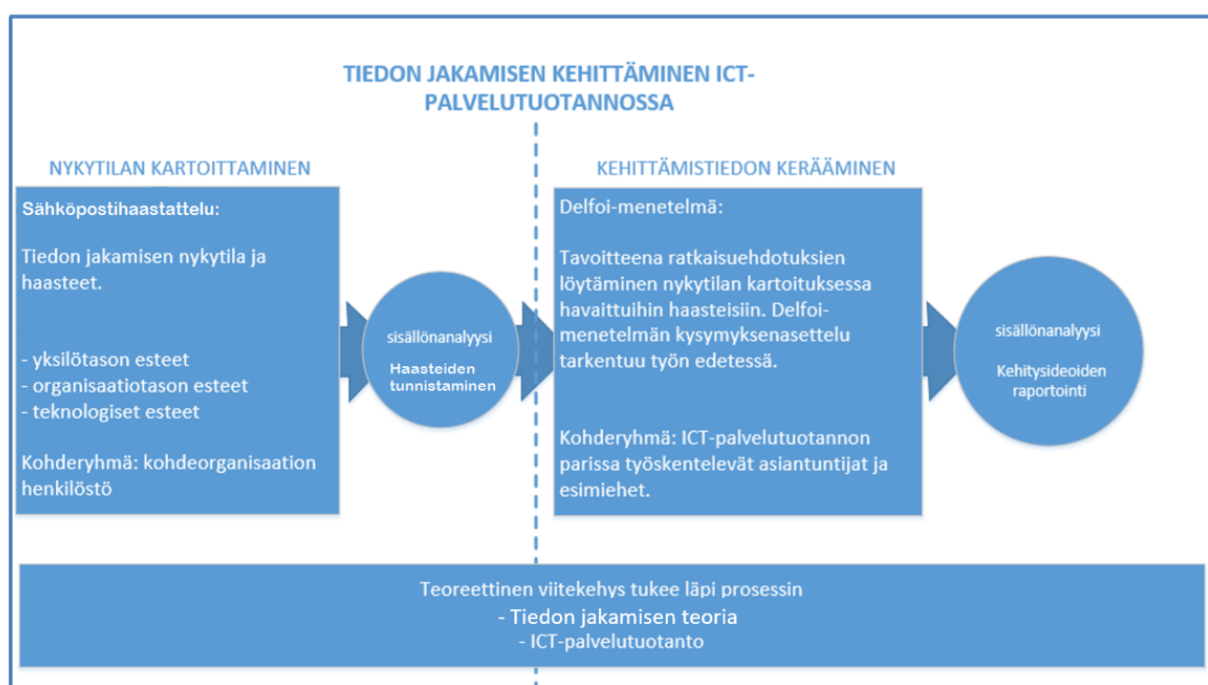 TIEDON JAKAMISEN KEHITTÄMINEN ICT-
PALVELUTUOTANNOSSA
NYKYTILAN KARTOITTAMINEN
Sähköpostihaastattelu:
Tiedon jakamisen nykytila ja
haasteet.
- yksilötason esteet
- organisaatiotason esteet
- teknologiset esteet
Kohderyhmä: kohdeorganisaation
henkilöstö
sisällönanalyysi
Haasteiden
tunnistaminen
KEHITTÄMISTIEDON KERÄÄMINEN
Delfoi-menetelmä:
Tavoitteena ratkaisuehdotuksien
löytäminen nykytilan kartoituksessa
havaittuihin haasteisiin. Delfoi-
menetelmän kysymyksenasettelu
tarkentuu työn edetessä.
Kohderyhmä: ICT-palvelutuotannon
parissa työskentelevät asiantuntijat ja
esimiehet.
sisällönanalyysi
Kehitysideoiden
raportointi
Teoreettinen viitekehys tukee läpi prosessin
- Tiedon jakamisen teoria
- ICT-palvelutuotanto